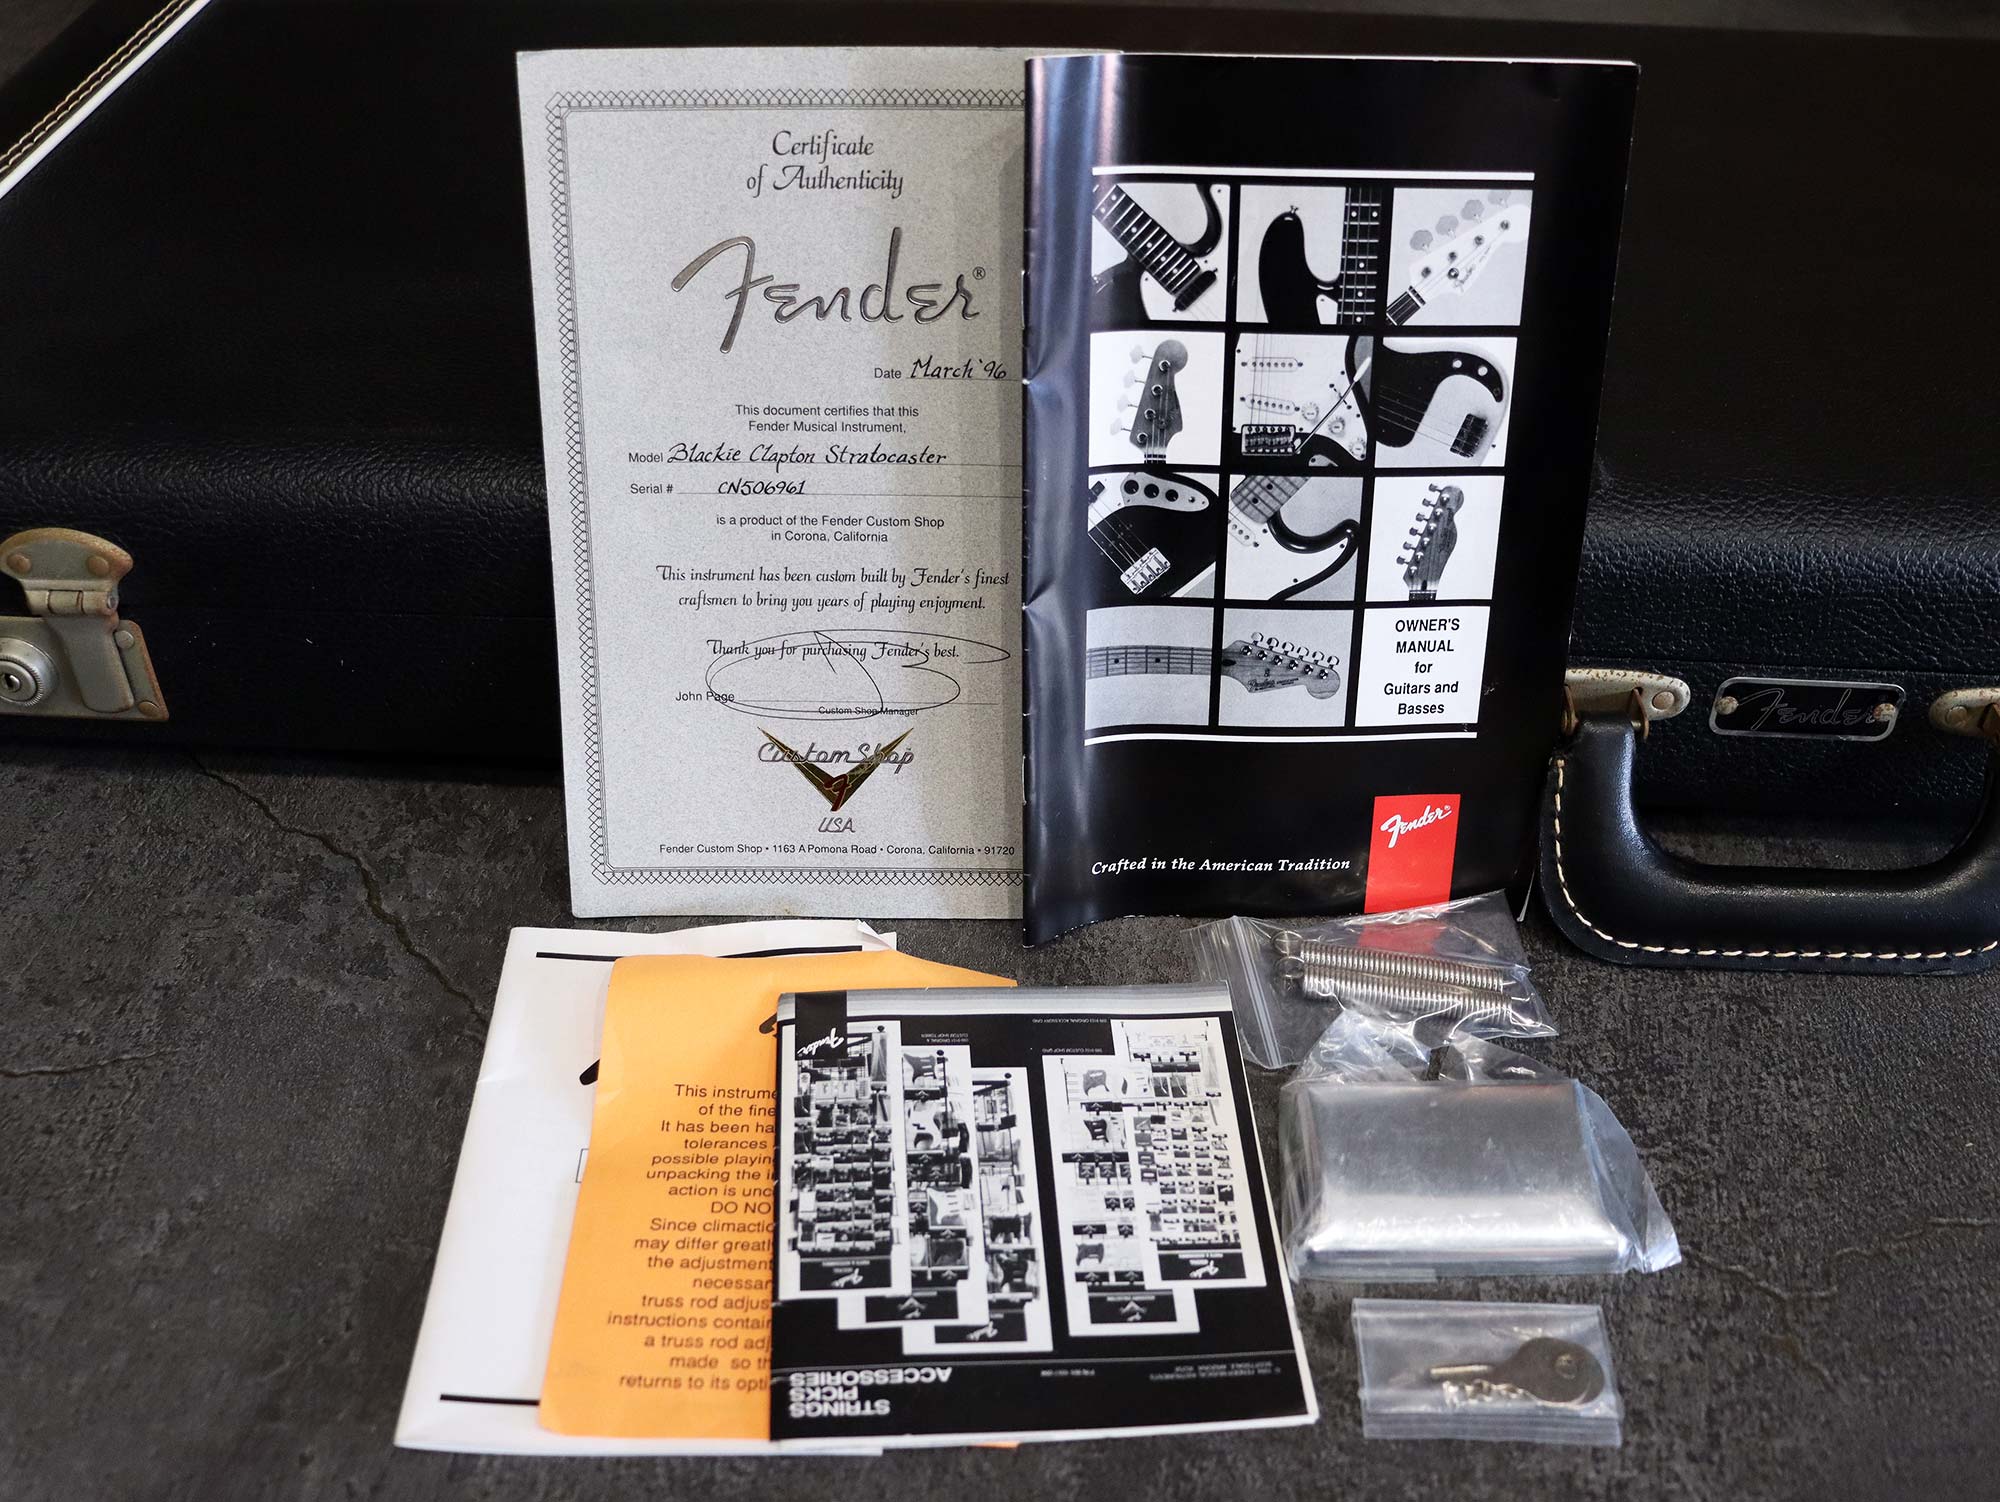 Certificate
of Authenticity
Fender®
Date March '96
This document certifies that this
Fender Musical Instrument,
Model Blackie Clapton Stratocaster
Serial # CN506961
is a product of the Fender Custom Shop
in Corona, California
This instrument has been custom built by Fender's finest
craftsmen to bring you years of playing enjoyment.
Thank you for purchasing Fender's best.
John Page
Custom Shop Manager
Custom Shop
USA
Fender Custom Shop • 1163 A Pomona Road • Corona, California • 91720
OWNER'S
MANUAL
for
Guitars and
Basses
Fender®
Crafted in the American Tradition
Fender
This instrume
of the fine
It has been ha
tolerances
possible playin
unpacking the i
action is unc
DO NO
Since climactic
may differ greatl
the adjustment
necessar
truss rod adjus
instructions contair
a truss rod adj
made so th
returns to its opti
Fender
STRINGS
PICKS
ACCESSORIES